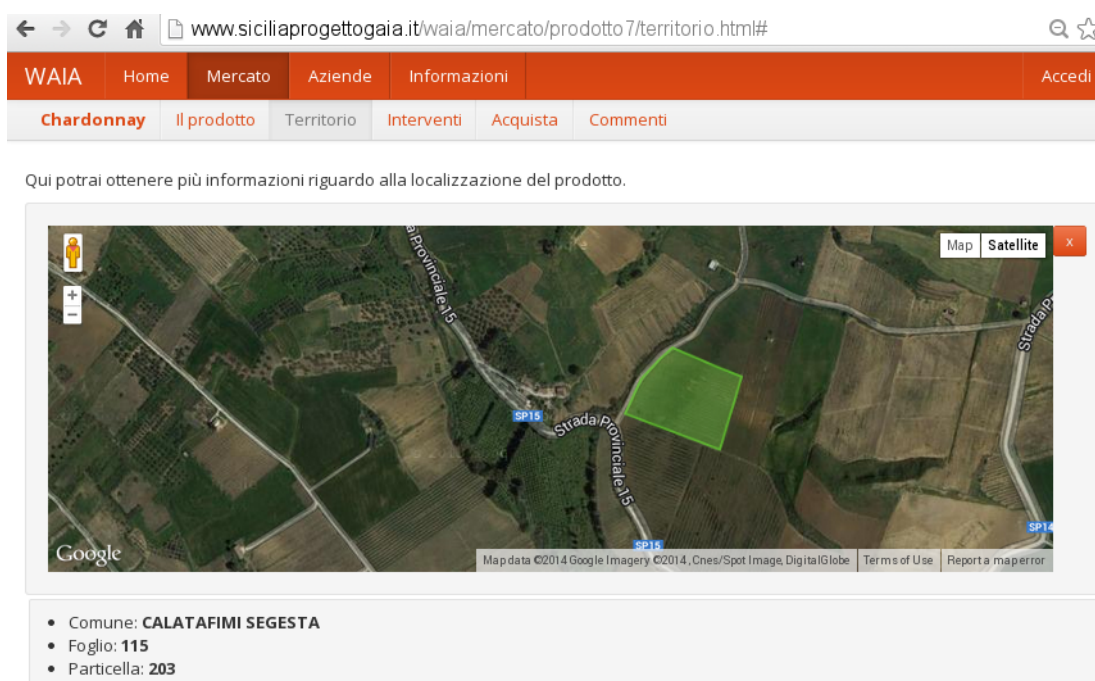 www.siciliaprogettogaia.it/waia/mercato/prodotto7/territorio.html#
WAIA Home Mercato Aziende Informazioni Accedi
Chardonnay Il prodotto Territorio Interventi Acquista Commenti
Qui potrai ottenere più informazioni riguardo alla localizzazione del prodotto.
Map Satellite x
+
−
Provinciale 15
Strada P
SP15
Strada Provinciale 15
SP15
SP14
Google
Map data ©2014 Google Imagery ©2014, Cnes/Spot Image, DigitalGlobe Terms of Use Report a map error
• Comune: CALATAFIMI SEGESTA
• Foglio: 115
• Particella: 203